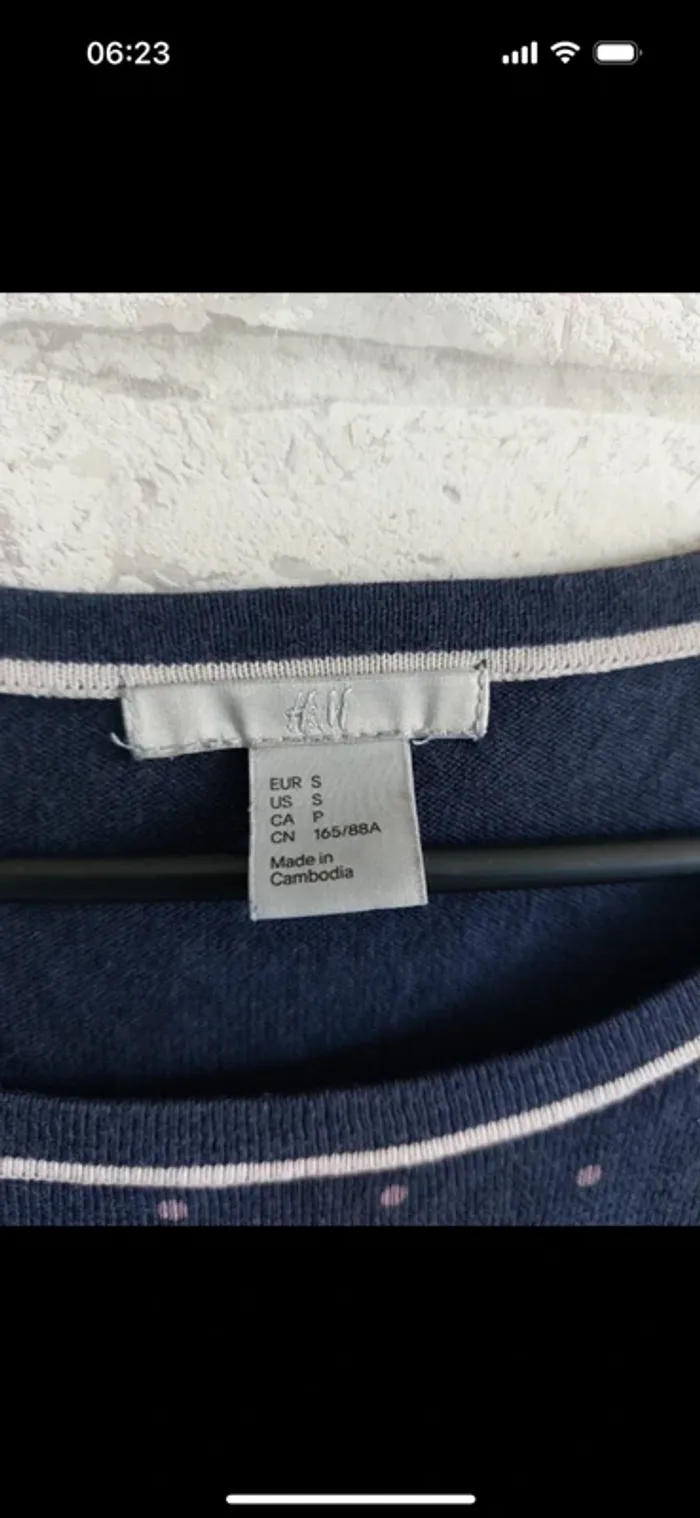 06:23
H&M
EUR S
US S
CA P
CN 165/88A
Made in
Cambodia